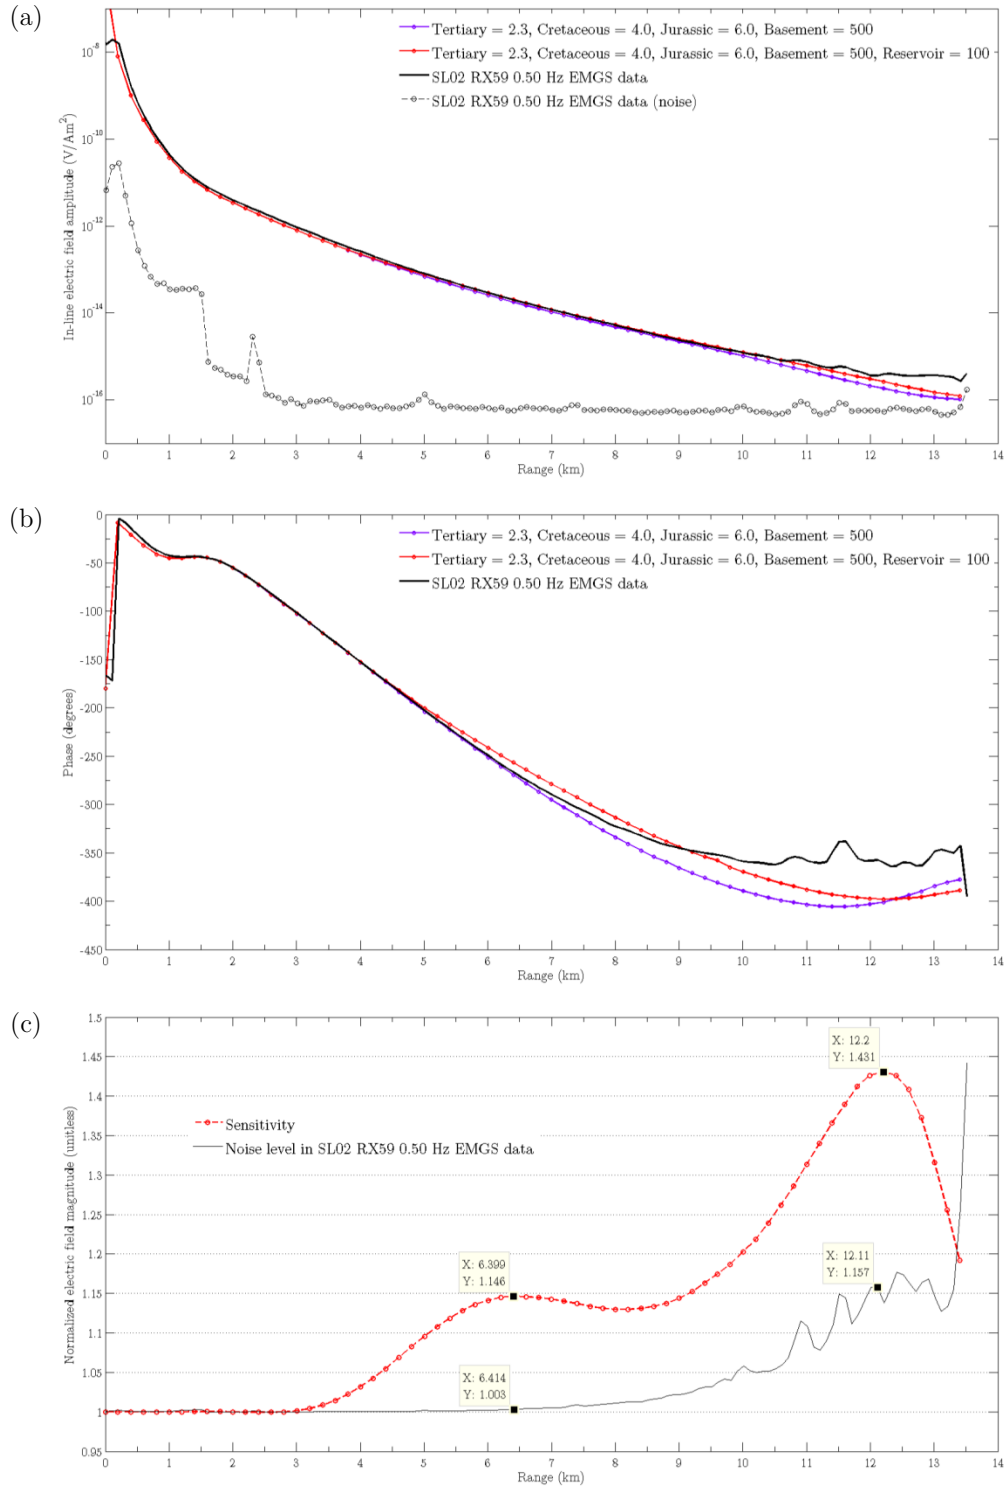 (a)
10^-8
10^-10
10^-12
10^-14
10^-16
In-line electric field amplitude (V/Am^2)
Tertiary = 2.3, Cretaceous = 4.0, Jurassic = 6.0, Basement = 500
Tertiary = 2.3, Cretaceous = 4.0, Jurassic = 6.0, Basement = 500, Reservoir = 100
SL02 RX59 0.50 Hz EMGS data
SL02 RX59 0.50 Hz EMGS data (noise)
0 1 2 3 4 5 6 7 8 9 10 11 12 13 14
Range (km)
(b)
0
-50
-100
-150
-200
-250
-300
-350
-400
-450
Phase (degrees)
Tertiary = 2.3, Cretaceous = 4.0, Jurassic = 6.0, Basement = 500
Tertiary = 2.3, Cretaceous = 4.0, Jurassic = 6.0, Basement = 500, Reservoir = 100
SL02 RX59 0.50 Hz EMGS data
0 1 2 3 4 5 6 7 8 9 10 11 12 13 14
Range (km)
(c)
1.5
1.45
1.4
1.35
1.3
1.25
1.2
1.15
1.1
1.05
1
0.95
Normalized electric field magnitude (unitless)
X: 12.2
Y: 1.431
Sensitivity
Noise level in SL02 RX59 0.50 Hz EMGS data
X: 6.399
Y: 1.146
X: 12.11
Y: 1.157
X: 6.414
Y: 1.003
0 1 2 3 4 5 6 7 8 9 10 11 12 13 14
Range (km)